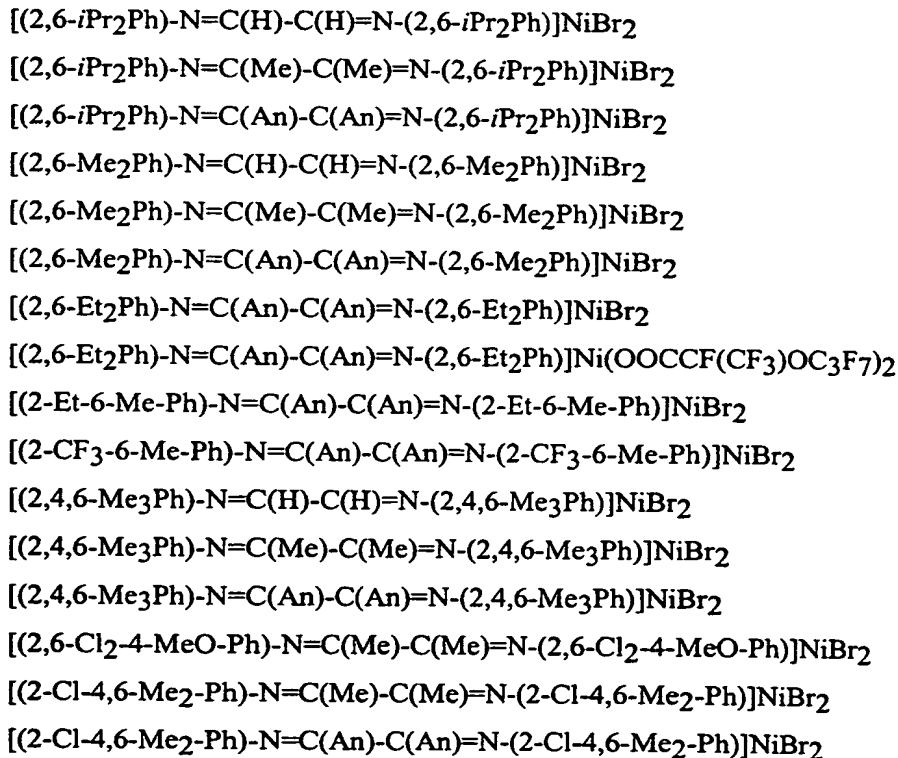 [(2,6-iPr2Ph)-N=C(H)-C(H)=N-(2,6-iPr2Ph)]NiBr2
[(2,6-iPr2Ph)-N=C(Me)-C(Me)=N-(2,6-iPr2Ph)]NiBr2
[(2,6-iPr2Ph)-N=C(An)-C(An)=N-(2,6-iPr2Ph)]NiBr2
[(2,6-Me2Ph)-N=C(H)-C(H)=N-(2,6-Me2Ph)]NiBr2
[(2,6-Me2Ph)-N=C(Me)-C(Me)=N-(2,6-Me2Ph)]NiBr2
[(2,6-Me2Ph)-N=C(An)-C(An)=N-(2,6-Me2Ph)]NiBr2
[(2,6-Et2Ph)-N=C(An)-C(An)=N-(2,6-Et2Ph)]NiBr2
[(2,6-Et2Ph)-N=C(An)-C(An)=N-(2,6-Et2Ph)]Ni(OOCCF(CF3)OC3F7)2
[(2-Et-6-Me-Ph)-N=C(An)-C(An)=N-(2-Et-6-Me-Ph)]NiBr2
[(2-CF3-6-Me-Ph)-N=C(An)-C(An)=N-(2-CF3-6-Me-Ph)]NiBr2
[(2,4,6-Me3Ph)-N=C(H)-C(H)=N-(2,4,6-Me3Ph)]NiBr2
[(2,4,6-Me3Ph)-N=C(Me)-C(Me)=N-(2,4,6-Me3Ph)]NiBr2
[(2,4,6-Me3Ph)-N=C(An)-C(An)=N-(2,4,6-Me3Ph)]NiBr2
[(2,6-Cl2-4-MeO-Ph)-N=C(Me)-C(Me)=N-(2,6-Cl2-4-MeO-Ph)]NiBr2
[(2-Cl-4,6-Me2-Ph)-N=C(Me)-C(Me)=N-(2-Cl-4,6-Me2-Ph)]NiBr2
[(2-Cl-4,6-Me2-Ph)-N=C(An)-C(An)=N-(2-Cl-4,6-Me2-Ph)]NiBr2